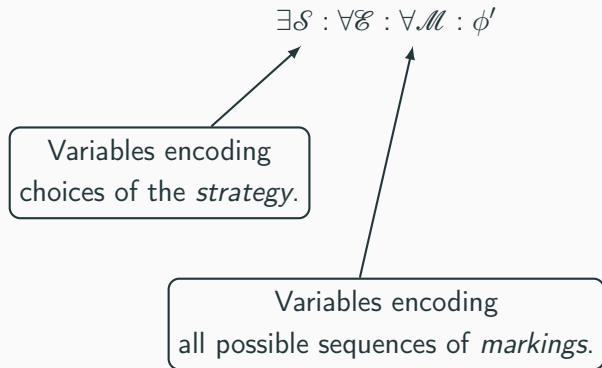 ∃𝒮 : ∀ℰ : ∀ℳ : ϕ′
Variables encoding
choices of the strategy.
Variables encoding
all possible sequences of markings.